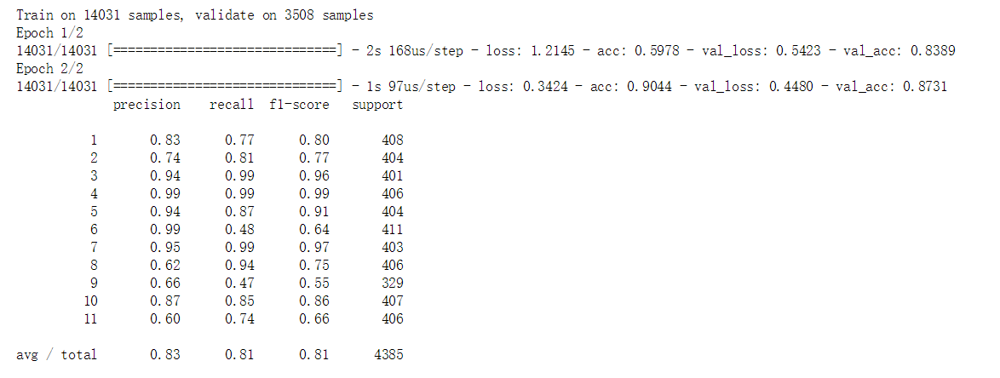 Train on 14031 samples, validate on 3508 samples
Epoch 1/2
14031/14031 [==============================] - 2s 168us/step - loss: 1.2145 - acc: 0.5978 - val_loss: 0.5423 - val_acc: 0.8389
Epoch 2/2
14031/14031 [==============================] - 1s 97us/step - loss: 0.3424 - acc: 0.9044 - val_loss: 0.4480 - val_acc: 0.8731
precision recall f1-score support
1 0.83 0.77 0.80 408
2 0.74 0.81 0.77 404
3 0.94 0.99 0.96 401
4 0.99 0.99 0.99 406
5 0.94 0.87 0.91 404
6 0.99 0.48 0.64 411
7 0.95 0.99 0.97 403
8 0.62 0.94 0.75 406
9 0.66 0.47 0.55 329
10 0.87 0.85 0.86 407
11 0.60 0.74 0.66 406
avg / total 0.83 0.81 0.81 4385